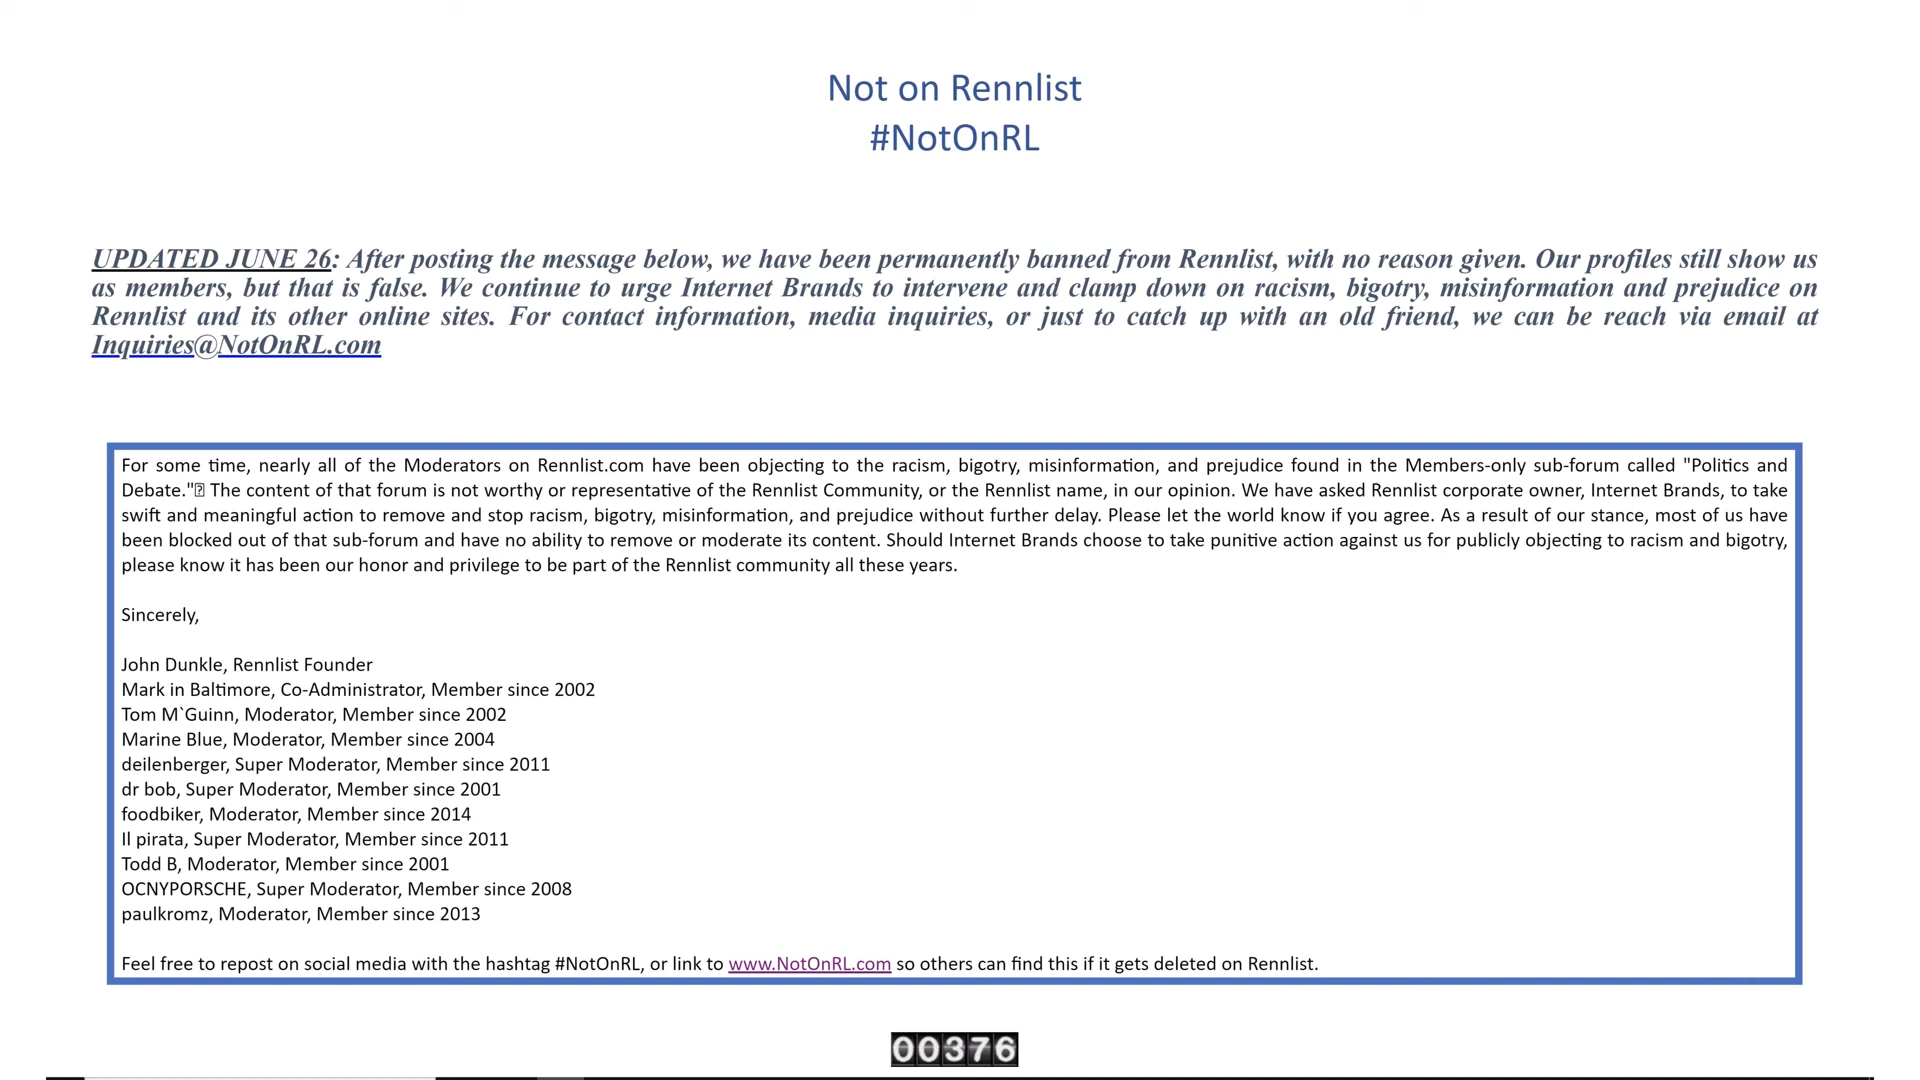 Not on Rennlist
#NotOnRL
UPDATED JUNE 26: After posting the message below, we have been permanently banned from Rennlist, with no reason given. Our profiles still show us
as members, but that is false. We continue to urge Internet Brands to intervene and clamp down on racism, bigotry, misinformation and prejudice on
Rennlist and its other online sites. For contact information, media inquiries, or just to catch up with an old friend, we can be reach via email at
Inquiries@NotOnRL.com
For some time, nearly all of the Moderators on Rennlist.com have been objecting to the racism, bigotry, misinformation, and prejudice found in the Members-only sub-forum called "Politics and
Debate." The content of that forum is not worthy or representative of the Rennlist Community, or the Rennlist name, in our opinion. We have asked Rennlist corporate owner, Internet Brands, to take
swift and meaningful action to remove and stop racism, bigotry, misinformation, and prejudice without further delay. Please let the world know if you agree. As a result of our stance, most of us have
been blocked out of that sub-forum and have no ability to remove or moderate its content. Should Internet Brands choose to take punitive action against us for publicly objecting to racism and bigotry,
please know it has been our honor and privilege to be part of the Rennlist community all these years.
Sincerely,
John Dunkle, Rennlist Founder
Mark in Baltimore, Co-Administrator, Member since 2002
Tom M`Guinn, Moderator, Member since 2002
Marine Blue, Moderator, Member since 2004
deilenberger, Super Moderator, Member since 2011
dr bob, Super Moderator, Member since 2001
foodbiker, Moderator, Member since 2014
Il pirata, Super Moderator, Member since 2011
Todd B, Moderator, Member since 2001
OCNYPORSCHE, Super Moderator, Member since 2008
paulkromz, Moderator, Member since 2013
Feel free to repost on social media with the hashtag #NotOnRL, or link to www.NotOnRL.com so others can find this if it gets deleted on Rennlist.
00376